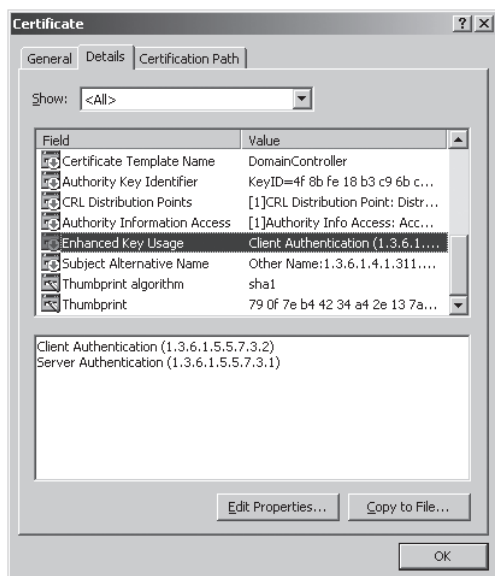 Certificate
General Details Certification Path
Show: <All>
Field Value
Certificate Template Name DomainController
Authority Key Identifier KeyID=4f 8b fe 18 b3 c9 6b c...
CRL Distribution Points [1]CRL Distribution Point: Distr...
Authority Information Access [1]Authority Info Access: Acc...
Enhanced Key Usage Client Authentication (1.3.6.1....
Subject Alternative Name Other Name:1.3.6.1.4.1.311....
Thumbprint algorithm sha1
Thumbprint 79 0f 7e b4 42 34 a4 2e 13 7a...
Client Authentication (1.3.6.1.5.5.7.3.2)
Server Authentication (1.3.6.1.5.5.7.3.1)
Edit Properties... Copy to File...
OK